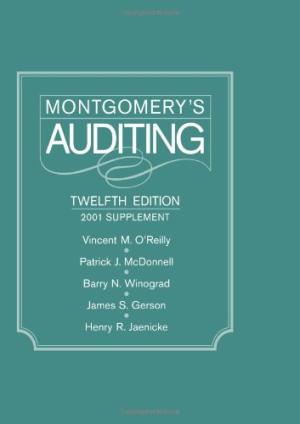 MONTGOMERY'S
AUDITING
TWELFTH EDITION
2001 SUPPLEMENT
Vincent M. O'Reilly
Patrick J. McDonnell
Barry N. Winograd
James S. Gerson
Henry R. Jaenicke